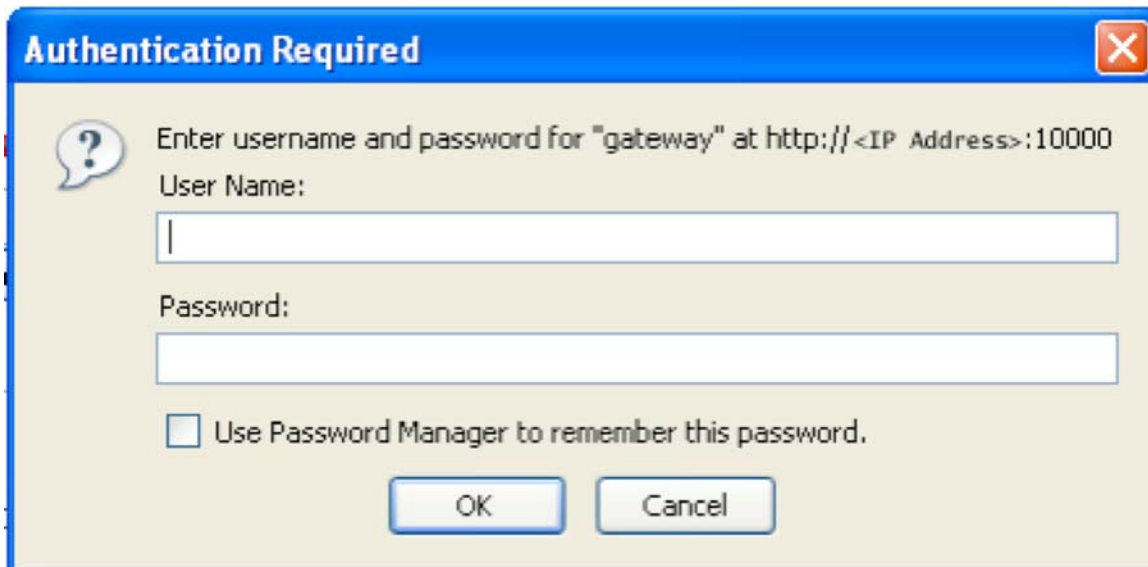 Authentication Required
Enter username and password for "gateway" at http://<IP Address>:10000
User Name:
Password:
Use Password Manager to remember this password.
OK Cancel